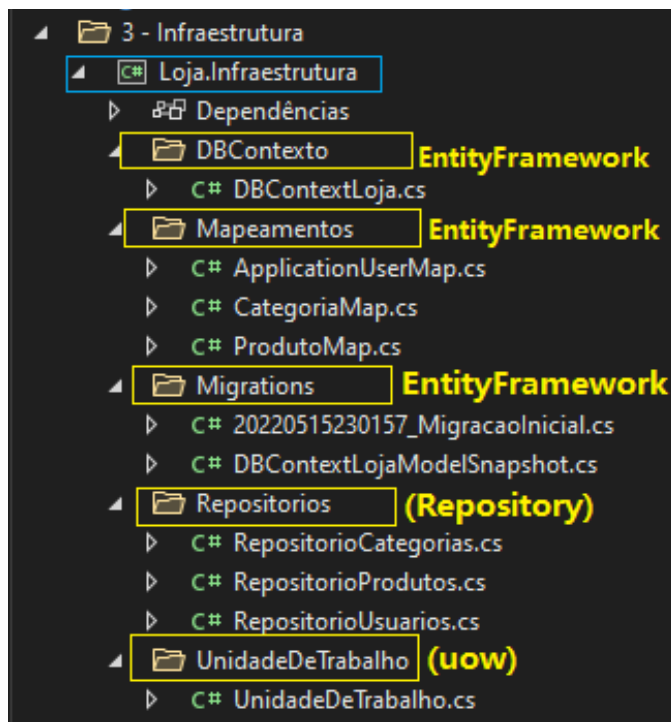 3 - Infraestrutura
C# Loja.Infraestrutura
Dependências
DBContexto EntityFramework
C# DBContextLoja.cs
Mapeamentos EntityFramework
C# ApplicationUserMap.cs
C# CategoriaMap.cs
C# ProdutoMap.cs
Migrations EntityFramework
C# 20220515230157_MigracaoInicial.cs
C# DBContextLojaModelSnapshot.cs
Repositorios (Repository)
C# RepositorioCategorias.cs
C# RepositorioProdutos.cs
C# RepositorioUsuarios.cs
UnidadeDeTrabalho (uow)
C# UnidadeDeTrabalho.cs